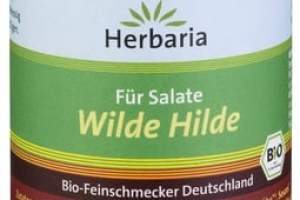 Herbaria
Für Salate
Wilde Hilde
BIO
Bio-Feinschmecker Deutschland